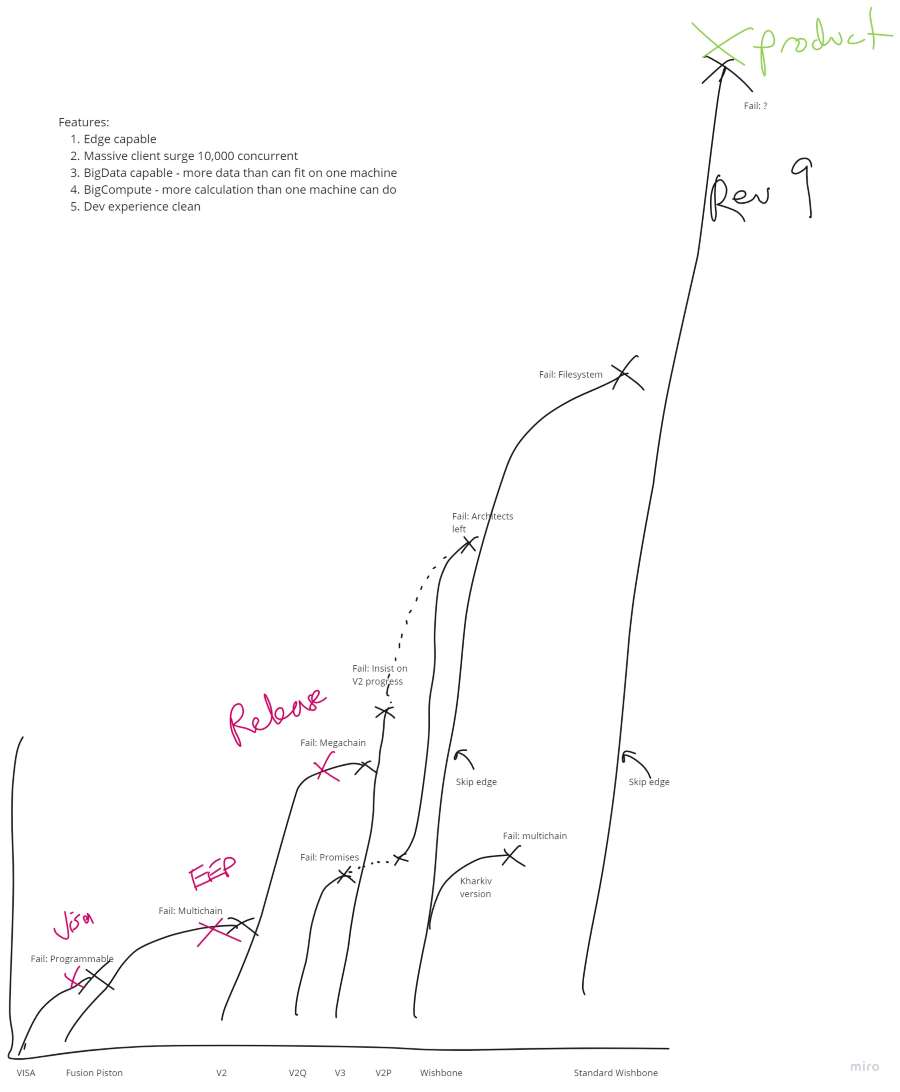 X product
Fail: ?
Features:
1. Edge capable
2. Massive client surge 10,000 concurrent
3. BigData capable - more data than can fit on one machine
4. BigCompute - more calculation than one machine can do
5. Dev experience clean
Rev 9
Fail: Filesystem
Fail: Architects
left
Fail: Insist on
V2 progress
Release
Fail: Megachain
Skip edge
Skip edge
Fail: multichain
Fail: Promises
EEP
Kharkiv
version
Fail: Multichain
Visa
Fail: Programmable
VISA
Fusion Piston
V2
V2Q
V3
V2P
Wishbone
Standard Wishbone
miro